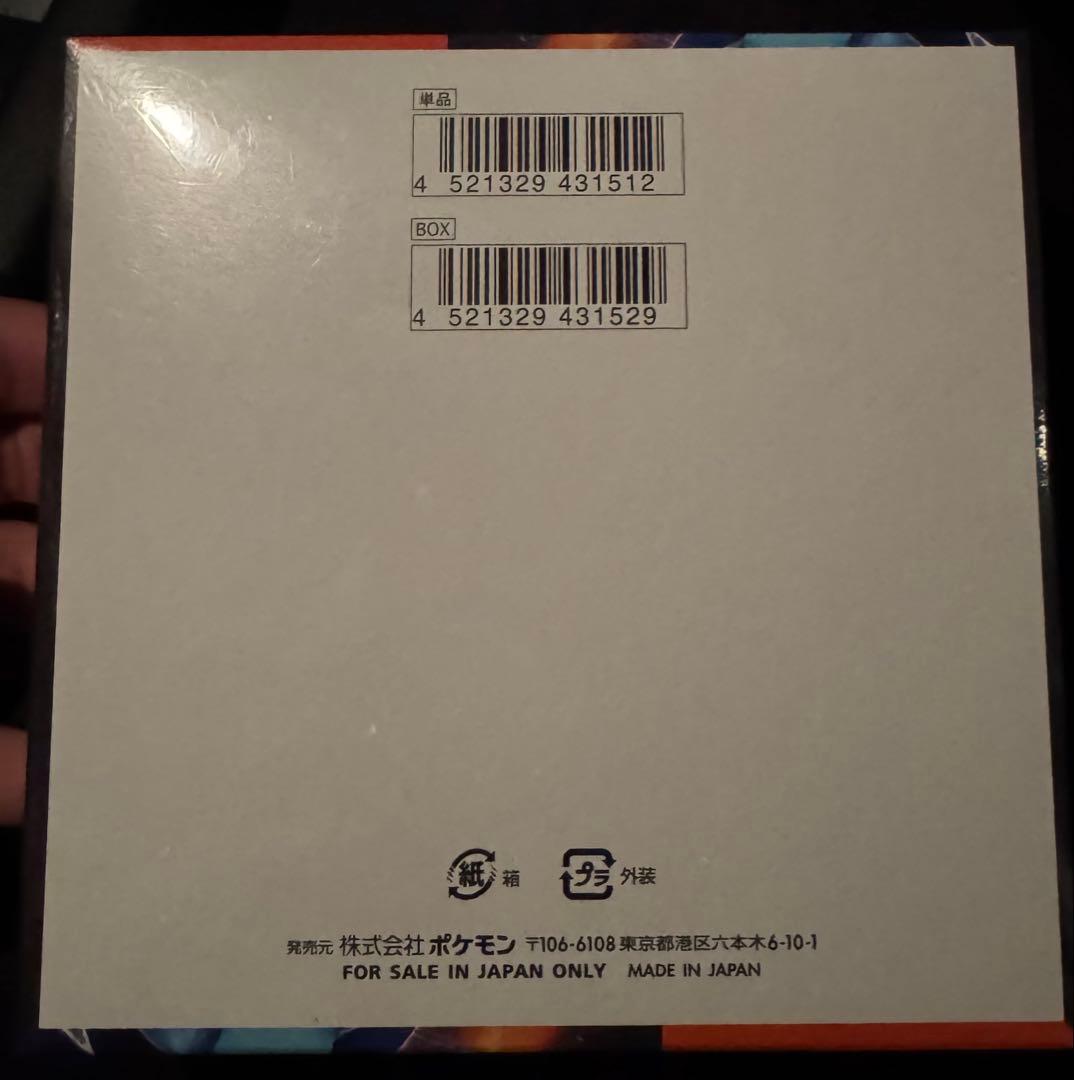 単品
4 521329 431512
BOX
4 521329 431529
紙 箱 プラ 外装
発売元 株式会社ポケモン 〒106-6108 東京都港区六本木6-10-1
FOR SALE IN JAPAN ONLY MADE IN JAPAN